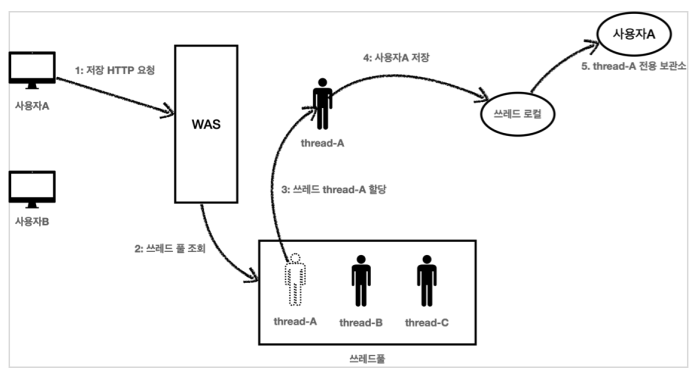 사용자A
4: 사용자A 저장
1: 저장 HTTP 요청
5. thread-A 전용 보관소
사용자A
쓰레드 로컬
WAS
thread-A
3: 쓰레드 thread-A 할당
사용자B
2: 쓰레드 풀 조회
thread-A
thread-B
thread-C
쓰레드풀